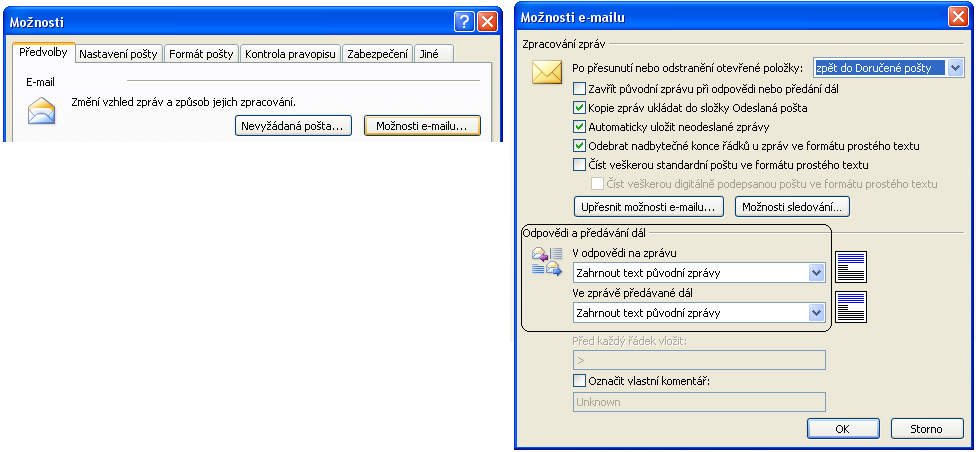 Možnosti
Předvolby Nastavení pošty Formát pošty Kontrola pravopisu Zabezpečení Jiné
E-mail
Změní vzhled zpráv a způsob jejich zpracování.
Nevyžádaná pošta... Možnosti e-mailu...
Možnosti e-mailu
Zpracování zpráv
Po přesunutí nebo odstranění otevřené položky: zpět do Doručené pošty
Zavřít původní zprávu při odpovědi nebo předání dál
Kopie zpráv ukládat do složky Odeslaná pošta
Automaticky uložit neodeslané zprávy
Odebrat nadbytečné konce řádků u zpráv ve formátu prostého textu
Číst veškerou standardní poštu ve formátu prostého textu
Číst veškerou digitálně podepsanou poštu ve formátu prostého textu
Upřesnit možnosti e-mailu... Možnosti sledování...
Odpovědi a předávání dál
V odpovědi na zprávu
Zahrnout text původní zprávy
Ve zprávě předávané dál
Zahrnout text původní zprávy
Před každý řádek vložit:
>
Označit vlastní komentář:
Unknown
OK Storno